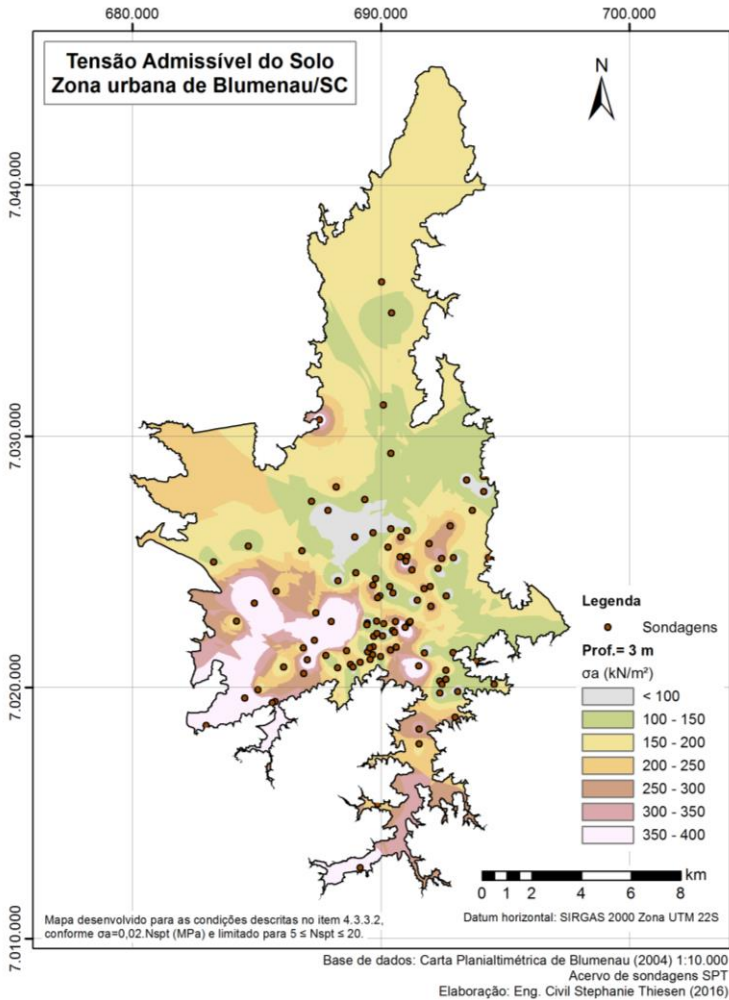 680.000
690.000
700.000
Tensão Admissível do Solo
Zona urbana de Blumenau/SC
N
7.040.000
7.030.000
7.020.000
7.010.000
Legenda
Sondagens
Prof.= 3 m
σa (kN/m²)
< 100
100 - 150
150 - 200
200 - 250
250 - 300
300 - 350
350 - 400
km
0 1 2 4 6 8
Mapa desenvolvido para as condições descritas no item 4.3.3.2,
conforme σa=0,02.Nspt (MPa) e limitado para 5 ≤ Nspt ≤ 20.
Datum horizontal: SIRGAS 2000 Zona UTM 22S
Base de dados: Carta Planialtimétrica de Blumenau (2004) 1:10.000
Acervo de sondagens SPT
Elaboração: Eng. Civil Stephanie Thiesen (2016)